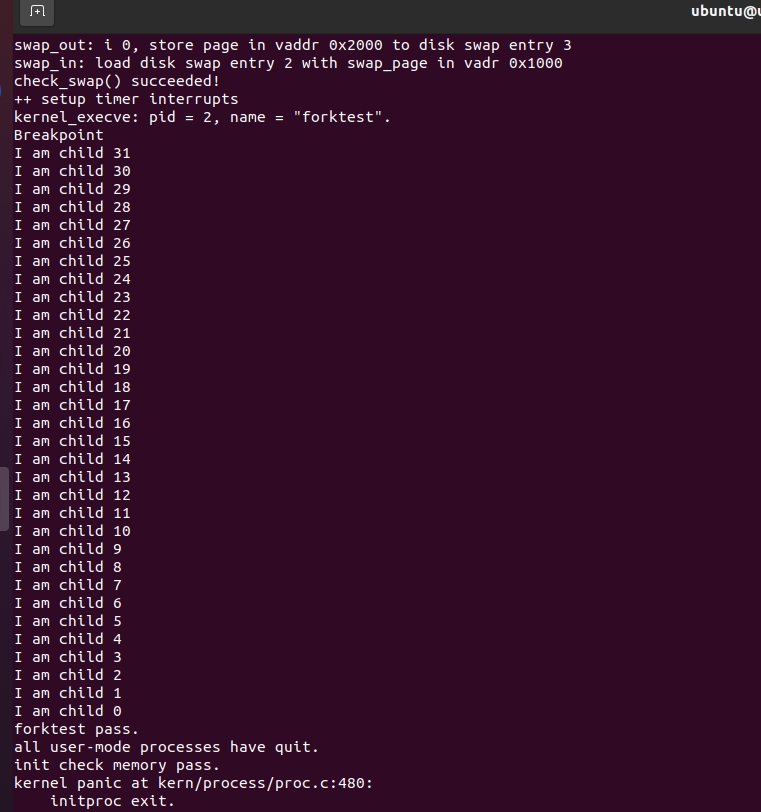 ubuntu@u
swap_out: i 0, store page in vaddr 0x2000 to disk swap entry 3
swap_in: load disk swap entry 2 with swap_page in vadr 0x1000
check_swap() succeeded!
++ setup timer interrupts
kernel_execve: pid = 2, name = "forktest".
Breakpoint
I am child 31
I am child 30
I am child 29
I am child 28
I am child 27
I am child 26
I am child 25
I am child 24
I am child 23
I am child 22
I am child 21
I am child 20
I am child 19
I am child 18
I am child 17
I am child 16
I am child 15
I am child 14
I am child 13
I am child 12
I am child 11
I am child 10
I am child 9
I am child 8
I am child 7
I am child 6
I am child 5
I am child 4
I am child 3
I am child 2
I am child 1
I am child 0
forktest pass.
all user-mode processes have quit.
init check memory pass.
kernel panic at kern/process/proc.c:480:
    initproc exit.